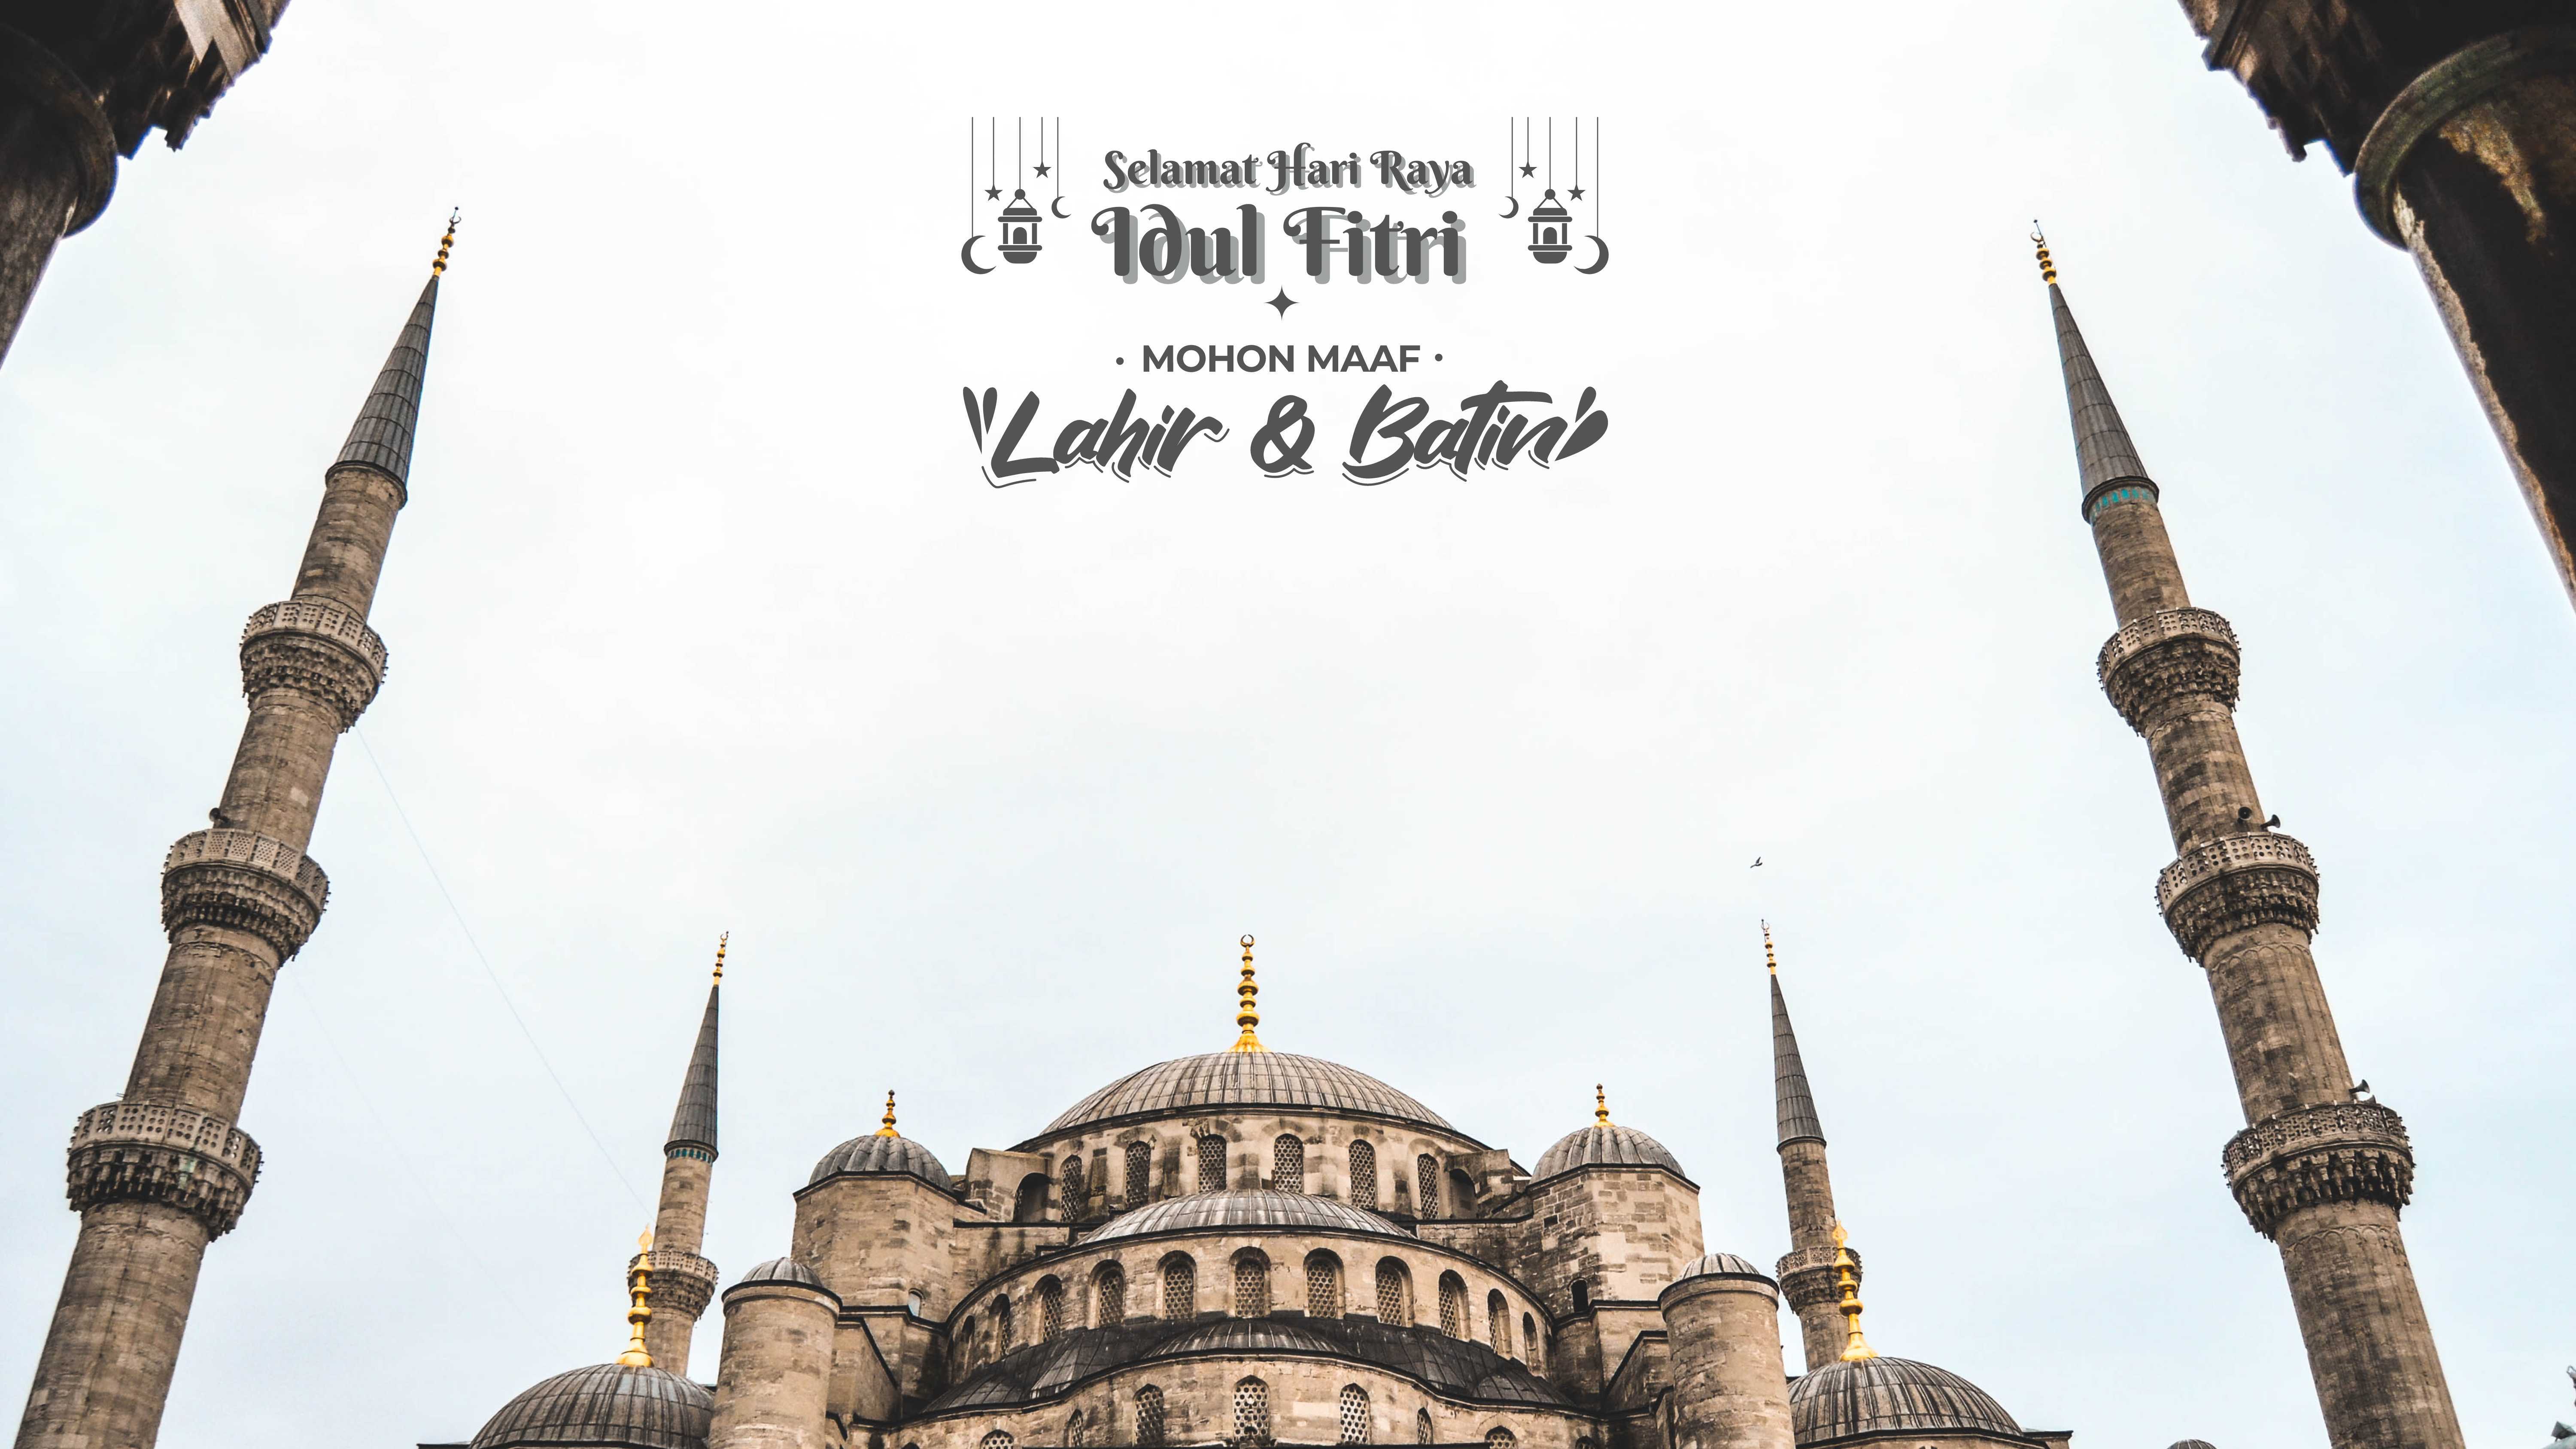 Selamat Hari Raya
Idul Fitri
• MOHON MAAF •
Lahir & Batin